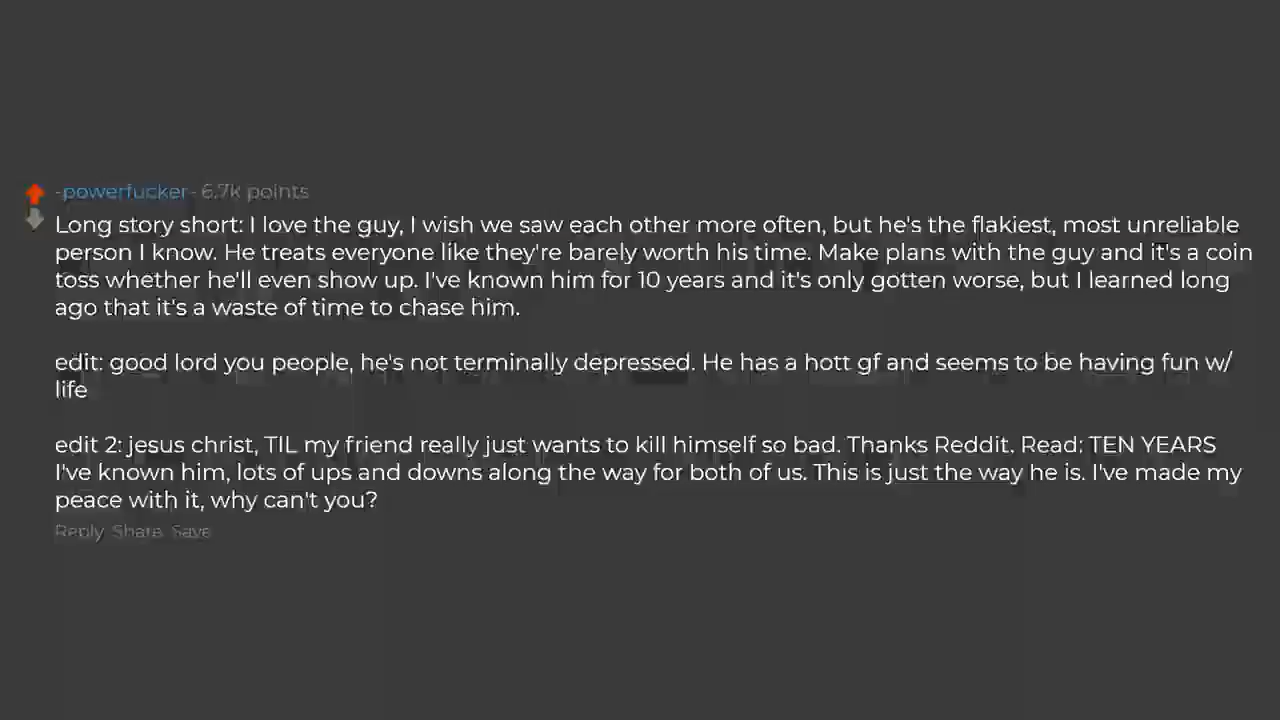 -powerfucker- 6.7k points
Long story short: I love the guy, I wish we saw each other more often, but he's the flakiest, most unreliable
person I know. He treats everyone like they're barely worth his time. Make plans with the guy and it's a coin
toss whether he'll even show up. I've known him for 10 years and it's only gotten worse, but I learned long
ago that it's a waste of time to chase him.
edit: good lord you people, he's not terminally depressed. He has a hott gf and seems to be having fun w/
life
edit 2: jesus christ, TIL my friend really just wants to kill himself so bad. Thanks Reddit. Read: TEN YEARS
I've known him, lots of ups and downs along the way for both of us. This is just the way he is. I've made my
peace with it, why can't you?
Reply Share Save